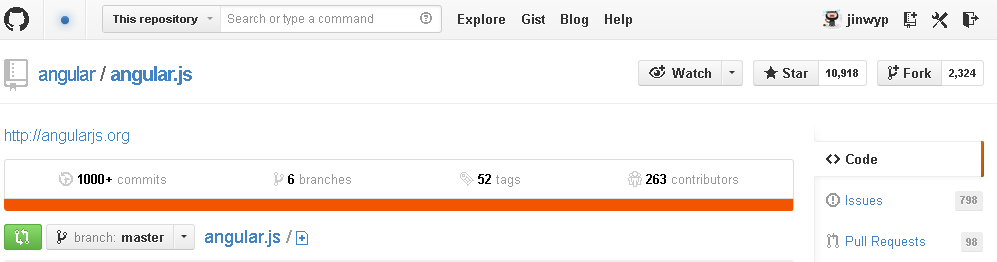 This repository Search or type a command Explore Gist Blog Help jinwyp
angular / angular.js Watch Star 10,918 Fork 2,324
http://angularjs.org
Code
1000+ commits 6 branches 52 tags 263 contributors
Issues 798
branch: master angular.js /
Pull Requests 98